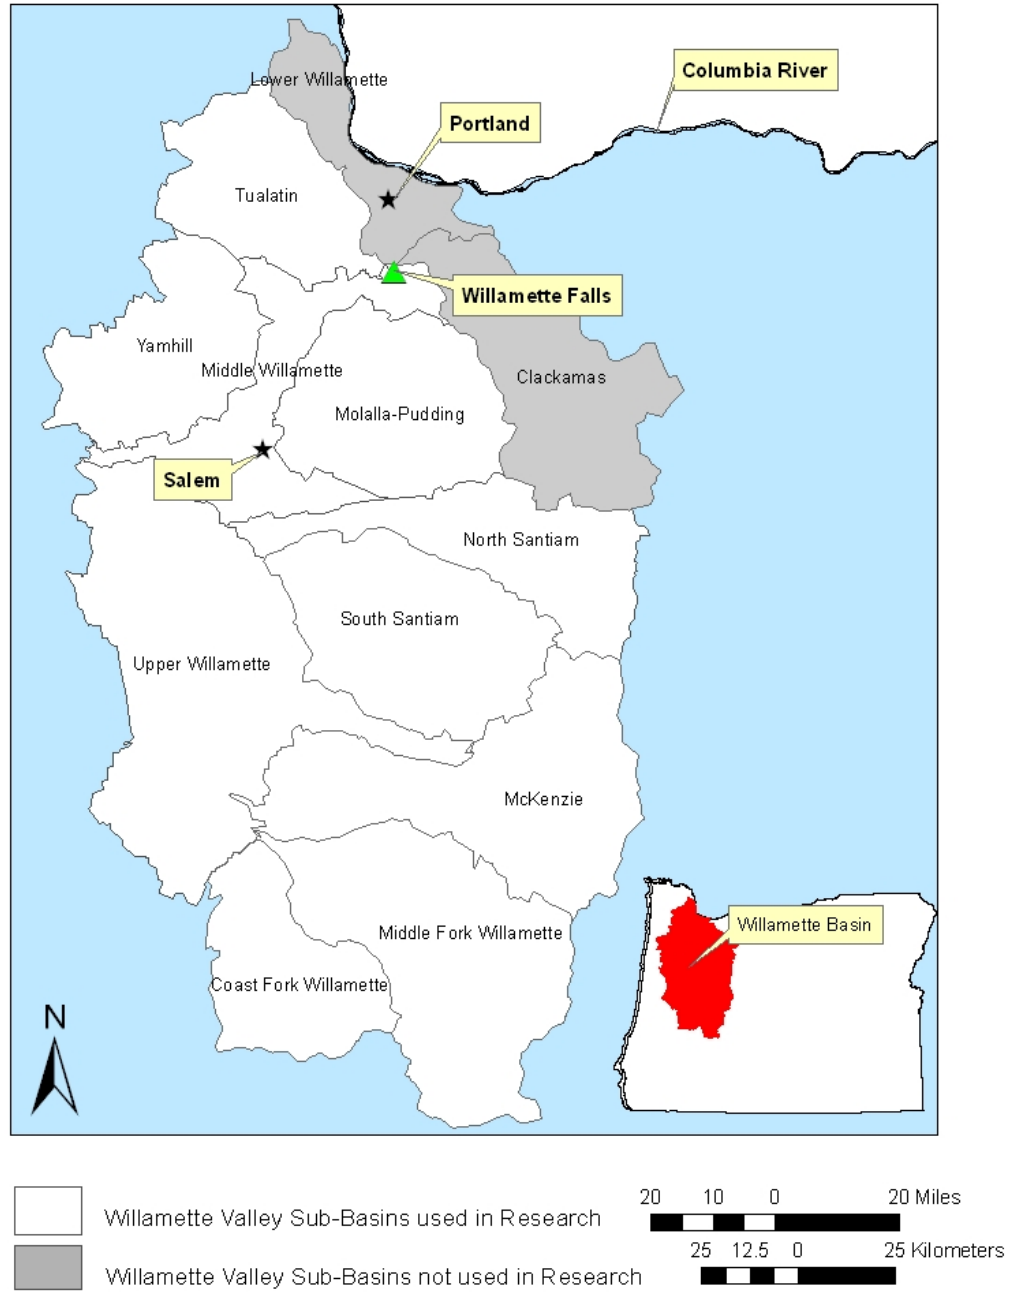 Lower Willamette
Columbia River
Portland
Tualatin
Willamette Falls
Yamhill
Middle Willamette
Clackamas
Molalla-Pudding
Salem
North Santiam
South Santiam
Upper Willamette
McKenzie
Willamette Basin
Middle Fork Willamette
Coast Fork Willamette
N
20 10 0 20 Miles
Willamette Valley Sub-Basins used in Research
25 12.5 0 25 Kilometers
Willamette Valley Sub-Basins not used in Research